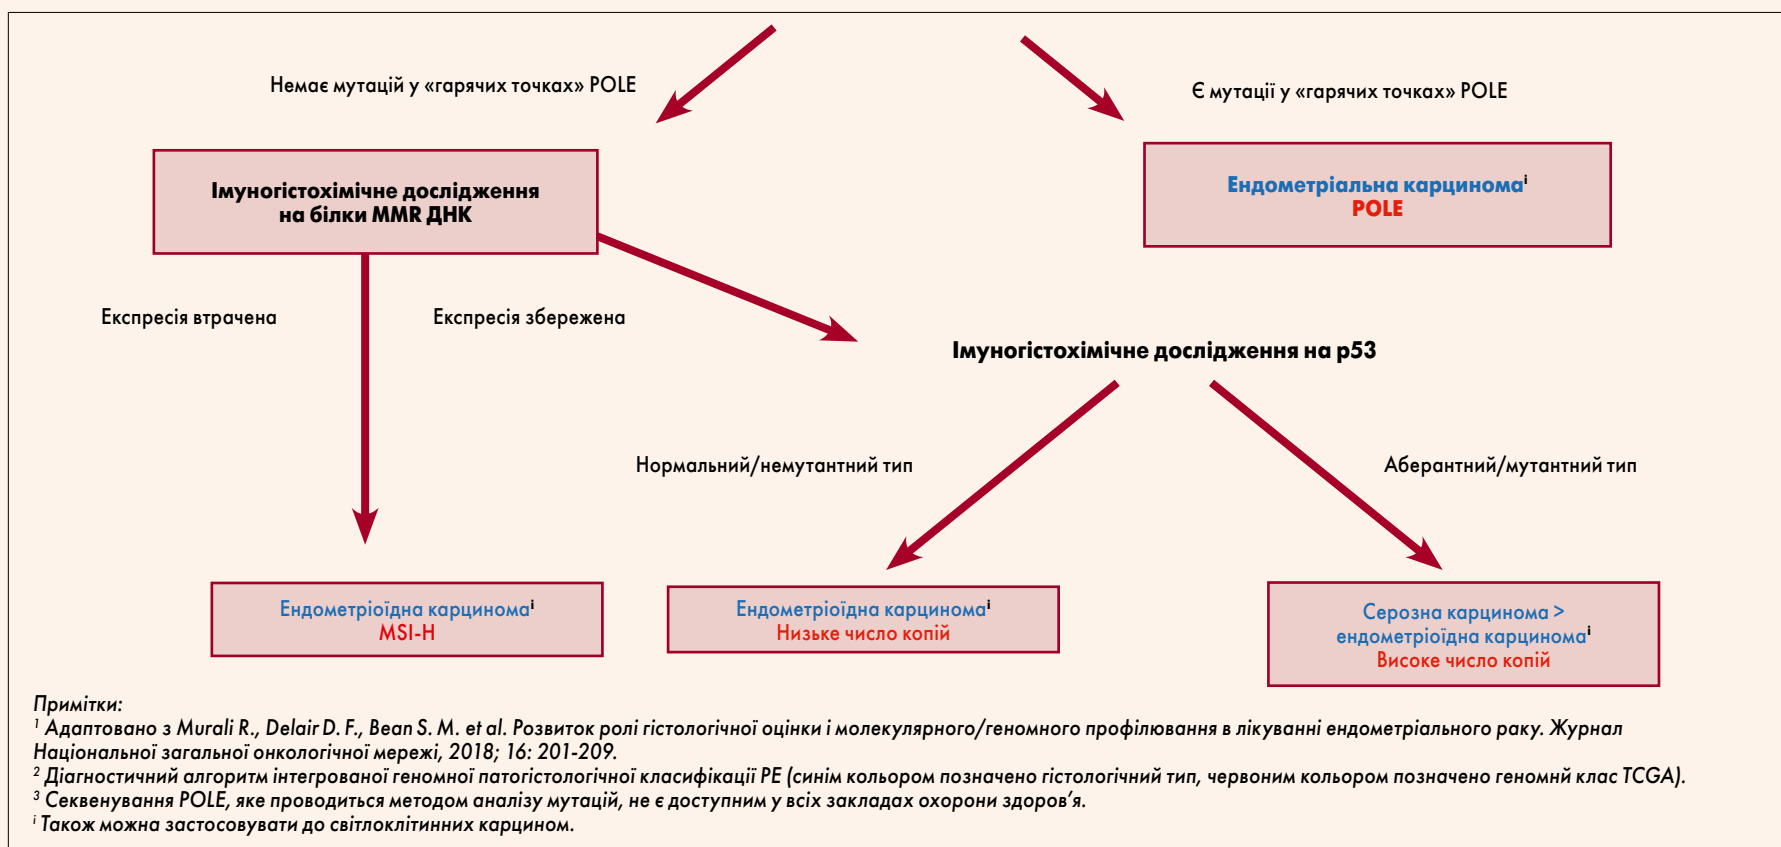 Немає мутацій у «гарячих точках» POLE
Є мутації у «гарячих точках» POLE
Імуногістохімічне дослідження
на білки MMR ДНК
Ендометріальна карциномаⁱ
POLE
Експресія втрачена
Експресія збережена
Імуногістохімічне дослідження на p53
Нормальний/немутантний тип
Аберантний/мутантний тип
Ендометріоїдна карциномаⁱ
MSI-H
Ендометріоїдна карциномаⁱ
Низьке число копій
Серозна карцинома >
ендометріоїдна карциномаⁱ
Високе число копій
Примітки:
¹ Адаптовано з Murali R., Delair D. F., Bean S. M. et al. Розвиток ролі гістологічної оцінки і молекулярного/геномного профілювання в лікуванні ендометріального раку. Журнал
Національної загальної онкологічної мережі, 2018; 16: 201-209.
² Діагностичний алгоритм інтегрованої геномної патогістологічної класифікації РЕ (синім кольором позначено гістологічний тип, червоним кольором позначено геномнй клас TCGA).
³ Секвенування POLE, яке проводиться методом аналізу мутацій, не є доступним у всіх закладах охорони здоров’я.
ⁱ Також можна застосовувати до світлоклітинних карцином.